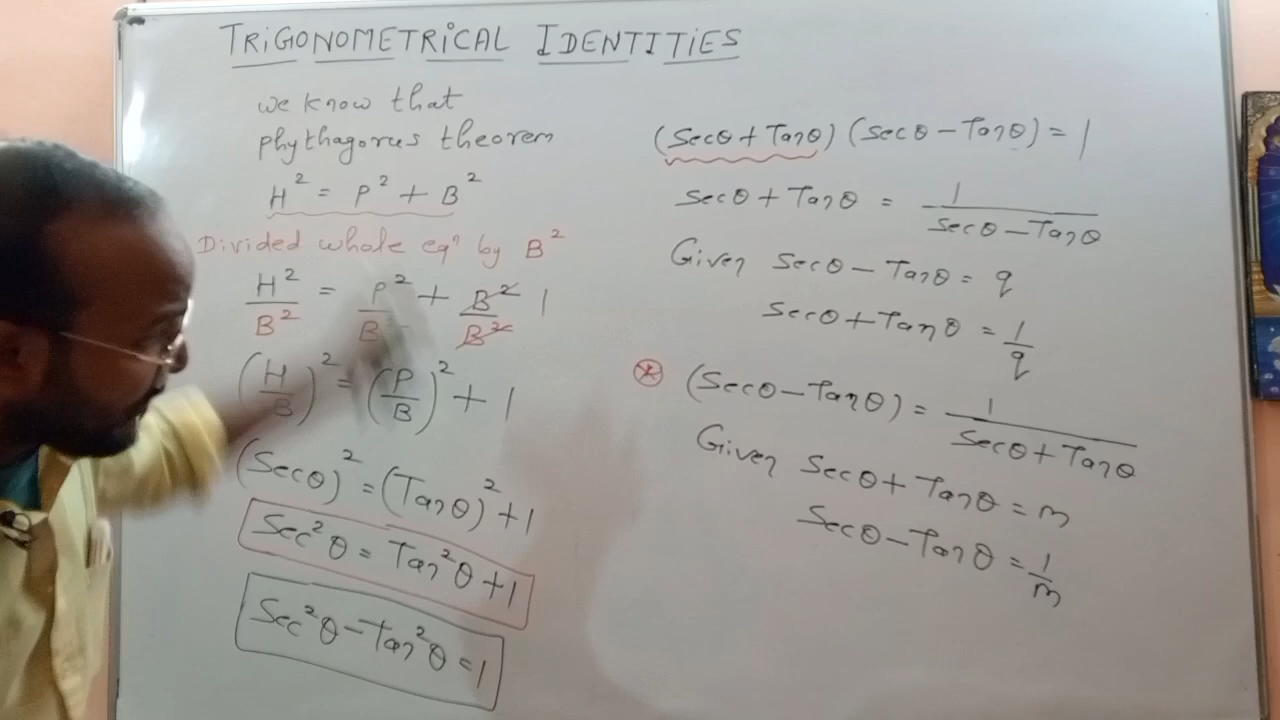 TRIGONOMETRICAL IDENTITIES
we know that
phythagorus theorem
H² = P² + B²
Divided whole eqⁿ by B²
H²/B² = P²/B² + B²/B² 1
(H/B)² = (P/B)² + 1
(Secθ)² = (Tanθ)² + 1
Sec²θ = Tan²θ + 1
Sec²θ - Tan²θ = 1
(Secθ + Tanθ) (Secθ - Tanθ) = 1
Secθ + Tanθ = 1/Secθ - Tanθ
Given Secθ - Tanθ = q
Secθ + Tanθ = 1/q
(Secθ - Tanθ) = 1/Secθ + Tanθ
Given Secθ + Tanθ = m
Secθ - Tanθ = 1/m